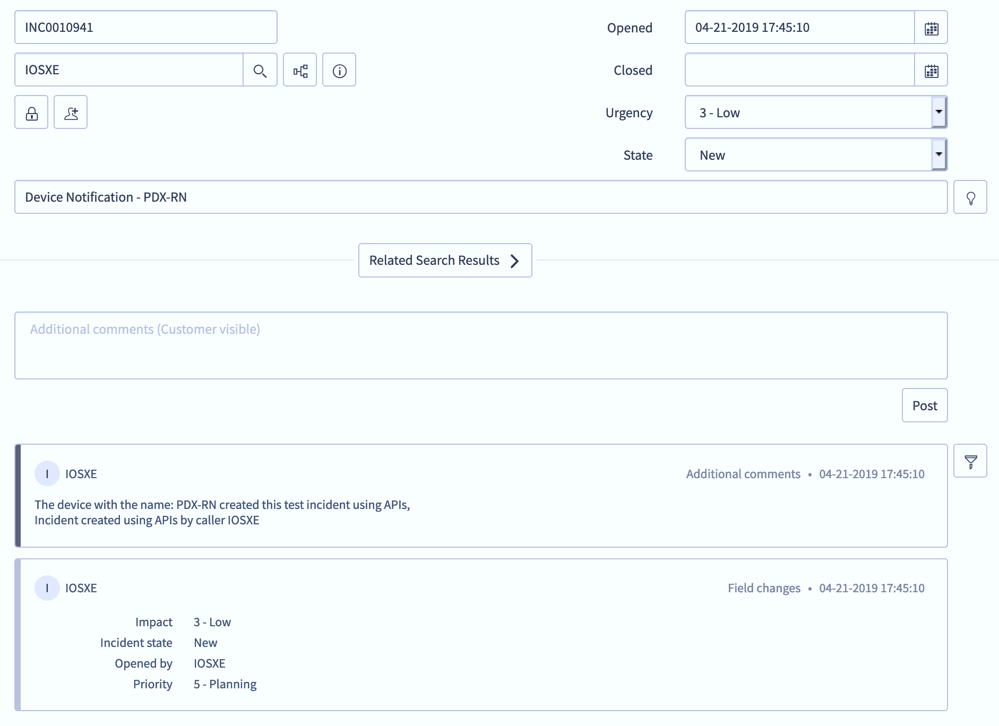 INC0010941
Opened
04-21-2019 17:45:10
IOSXE
Closed
Urgency
3 - Low
State
New
Device Notification - PDX-RN
Related Search Results
Additional comments (Customer visible)
Post
I IOSXE
Additional comments • 04-21-2019 17:45:10
The device with the name: PDX-RN created this test incident using APIs,
Incident created using APIs by caller IOSXE
I IOSXE
Field changes • 04-21-2019 17:45:10
Impact 3 - Low
Incident state New
Opened by IOSXE
Priority 5 - Planning